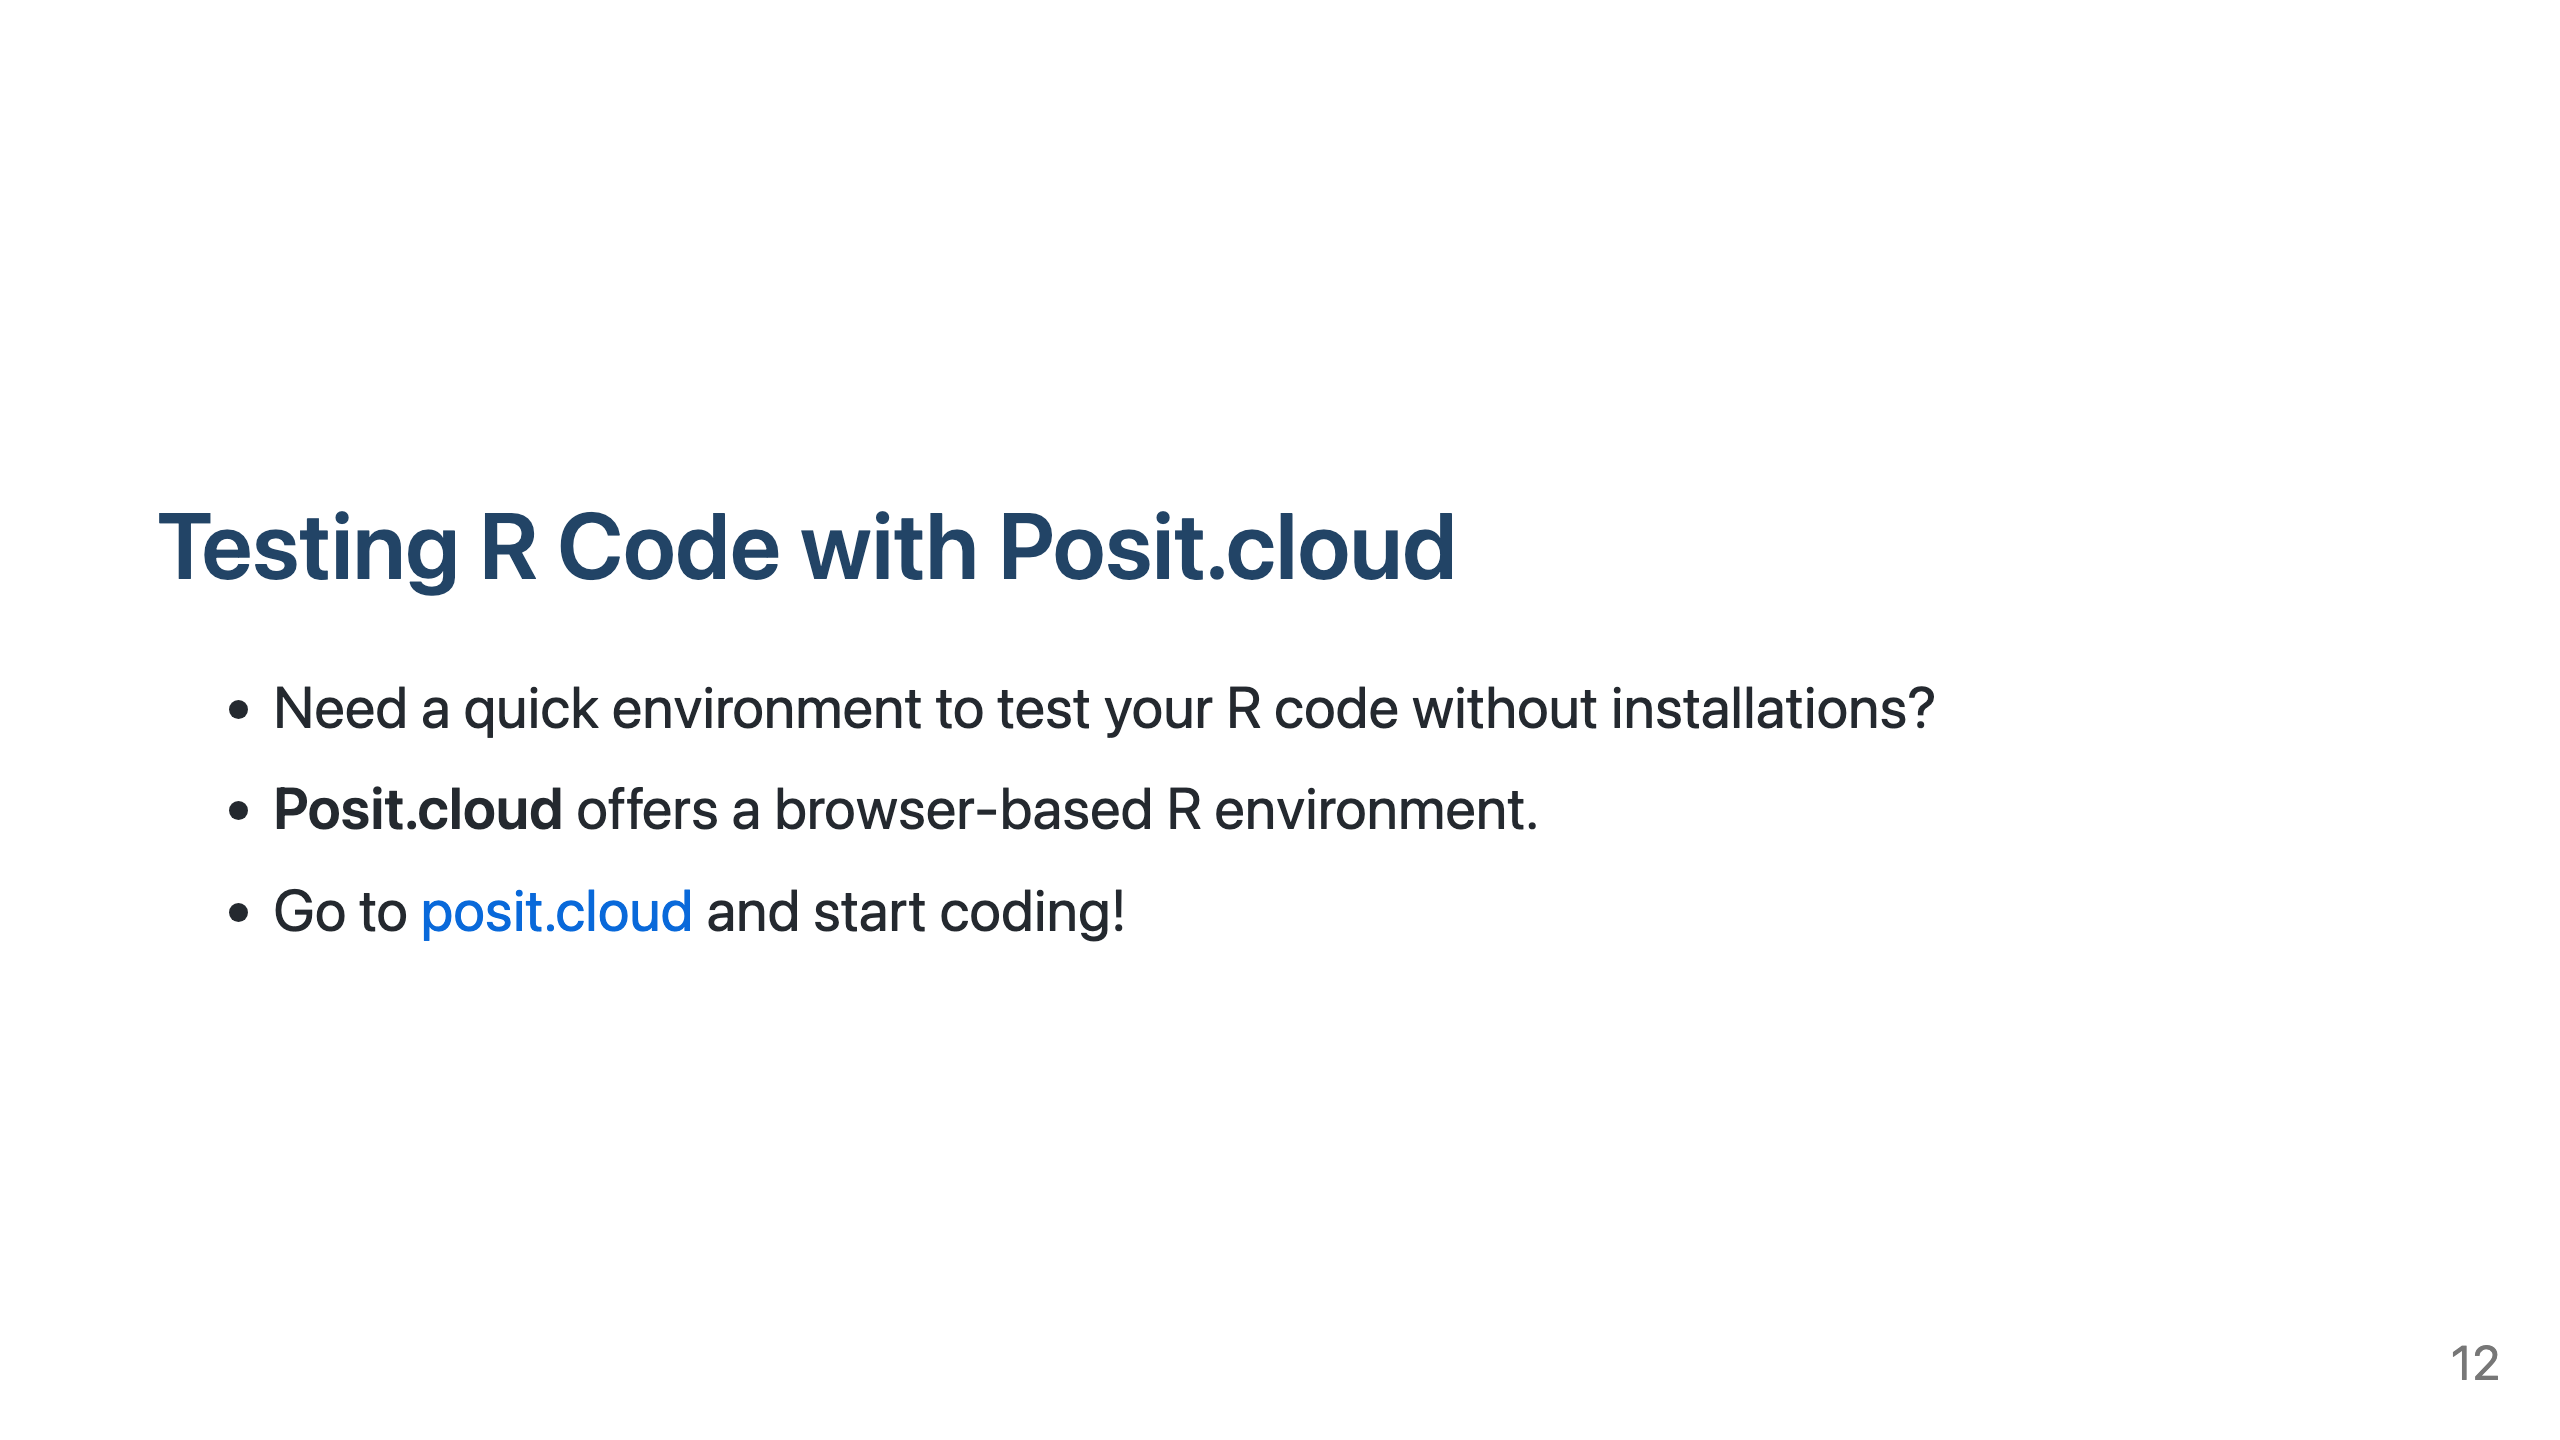 Testing R Code with Posit.cloud
• Need a quick environment to test your R code without installations?
• Posit.cloud offers a browser-based R environment.
• Go to posit.cloud and start coding!
12